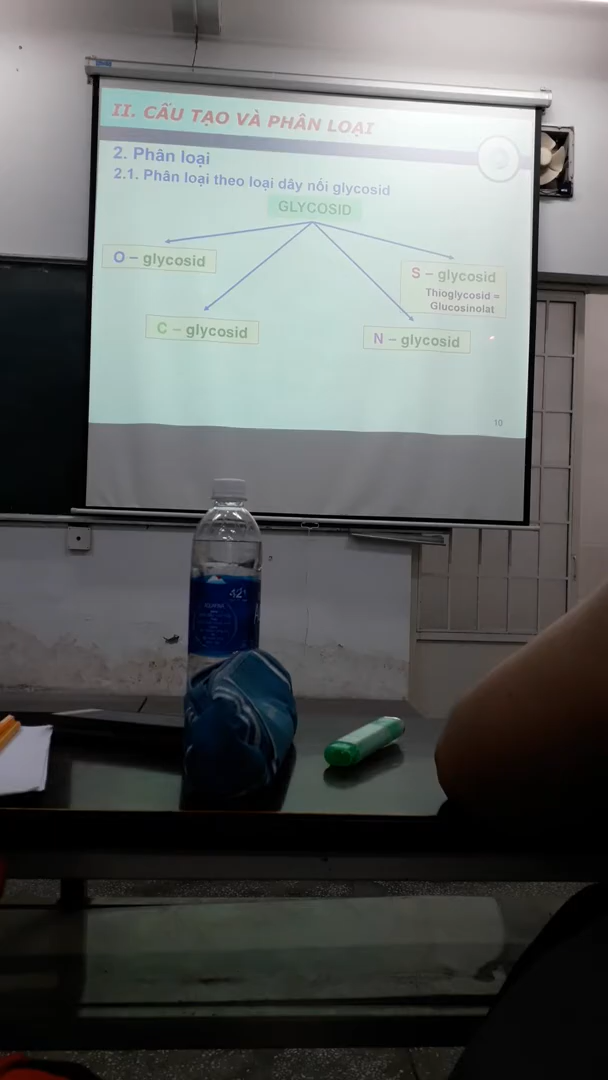 II. CẤU TẠO VÀ PHÂN LOẠI
2. Phân loại
2.1. Phân loại theo loại dây nối glycosid
GLYCOSID
O – glycosid
S – glycosid
Thioglycosid =
Glucosinolat
C – glycosid
N – glycosid
10